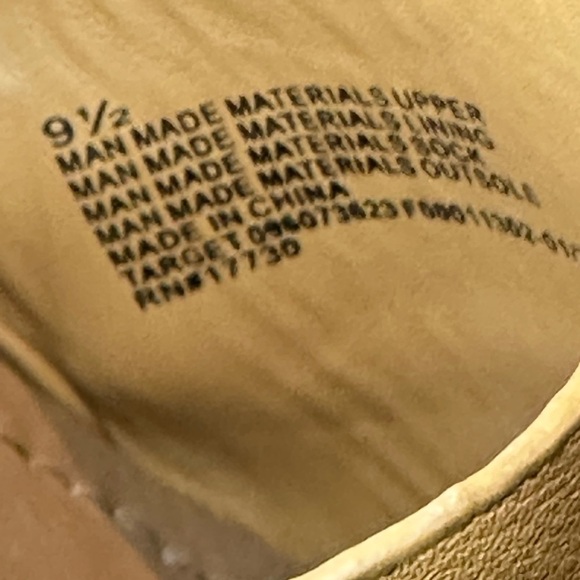 9 1/2
MAN MADE MATERIALS UPPER
MAN MADE MATERIALS LINING
MAN MADE MATERIALS SOCK
MAN MADE MATERIALS OUTSOLE
MADE IN CHINA
TARGET
RN#17730